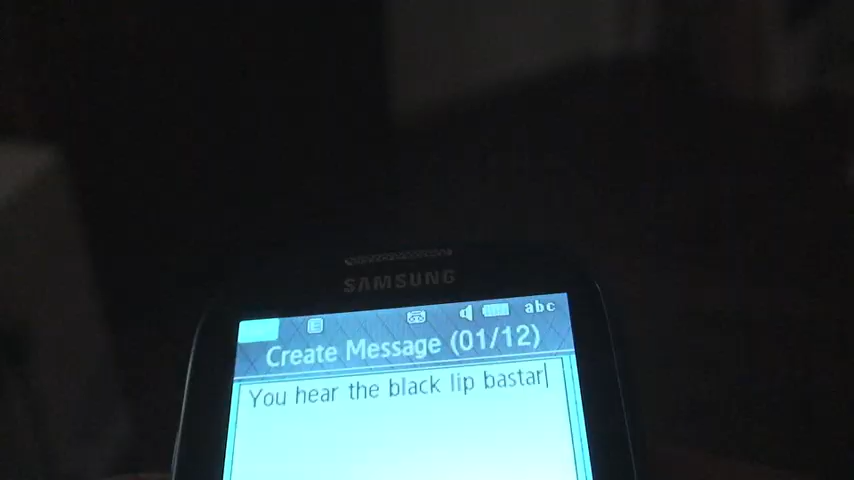 SAMSUNG
abc
Create Message (01/12)
You hear the black lip bastar